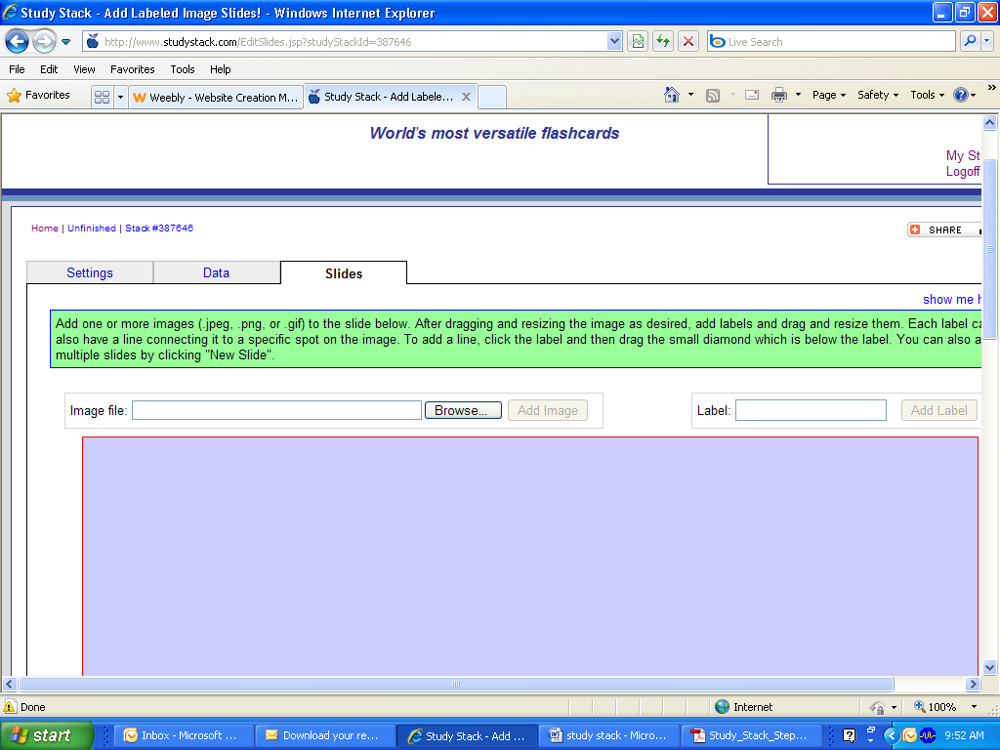 Study Stack - Add Labeled Image Slides! - Windows Internet Explorer
http://www.studystack.com/EditSlides.jsp?studyStackId=387646
Live Search
File Edit View Favorites Tools Help
Favorites Weebly - Website Creation M... Study Stack - Add Labele... Page Safety Tools
World's most versatile flashcards
My St
Logoff
Home | Unfinished | Stack #387646
SHARE
Settings Data Slides
show me h
Add one or more images (.jpeg, .png, or .gif) to the slide below. After dragging and resizing the image as desired, add labels and drag and resize them. Each label ca
also have a line connecting it to a specific spot on the image. To add a line, click the label and then drag the small diamond which is below the label. You can also a
multiple slides by clicking "New Slide".
Image file: Browse... Add Image Label: Add Label
Done Internet 100%
start Inbox - Microsoft ... Download your re... Study Stack - Add ... study stack - Micro... Study_Stack_Step... 9:52 AM